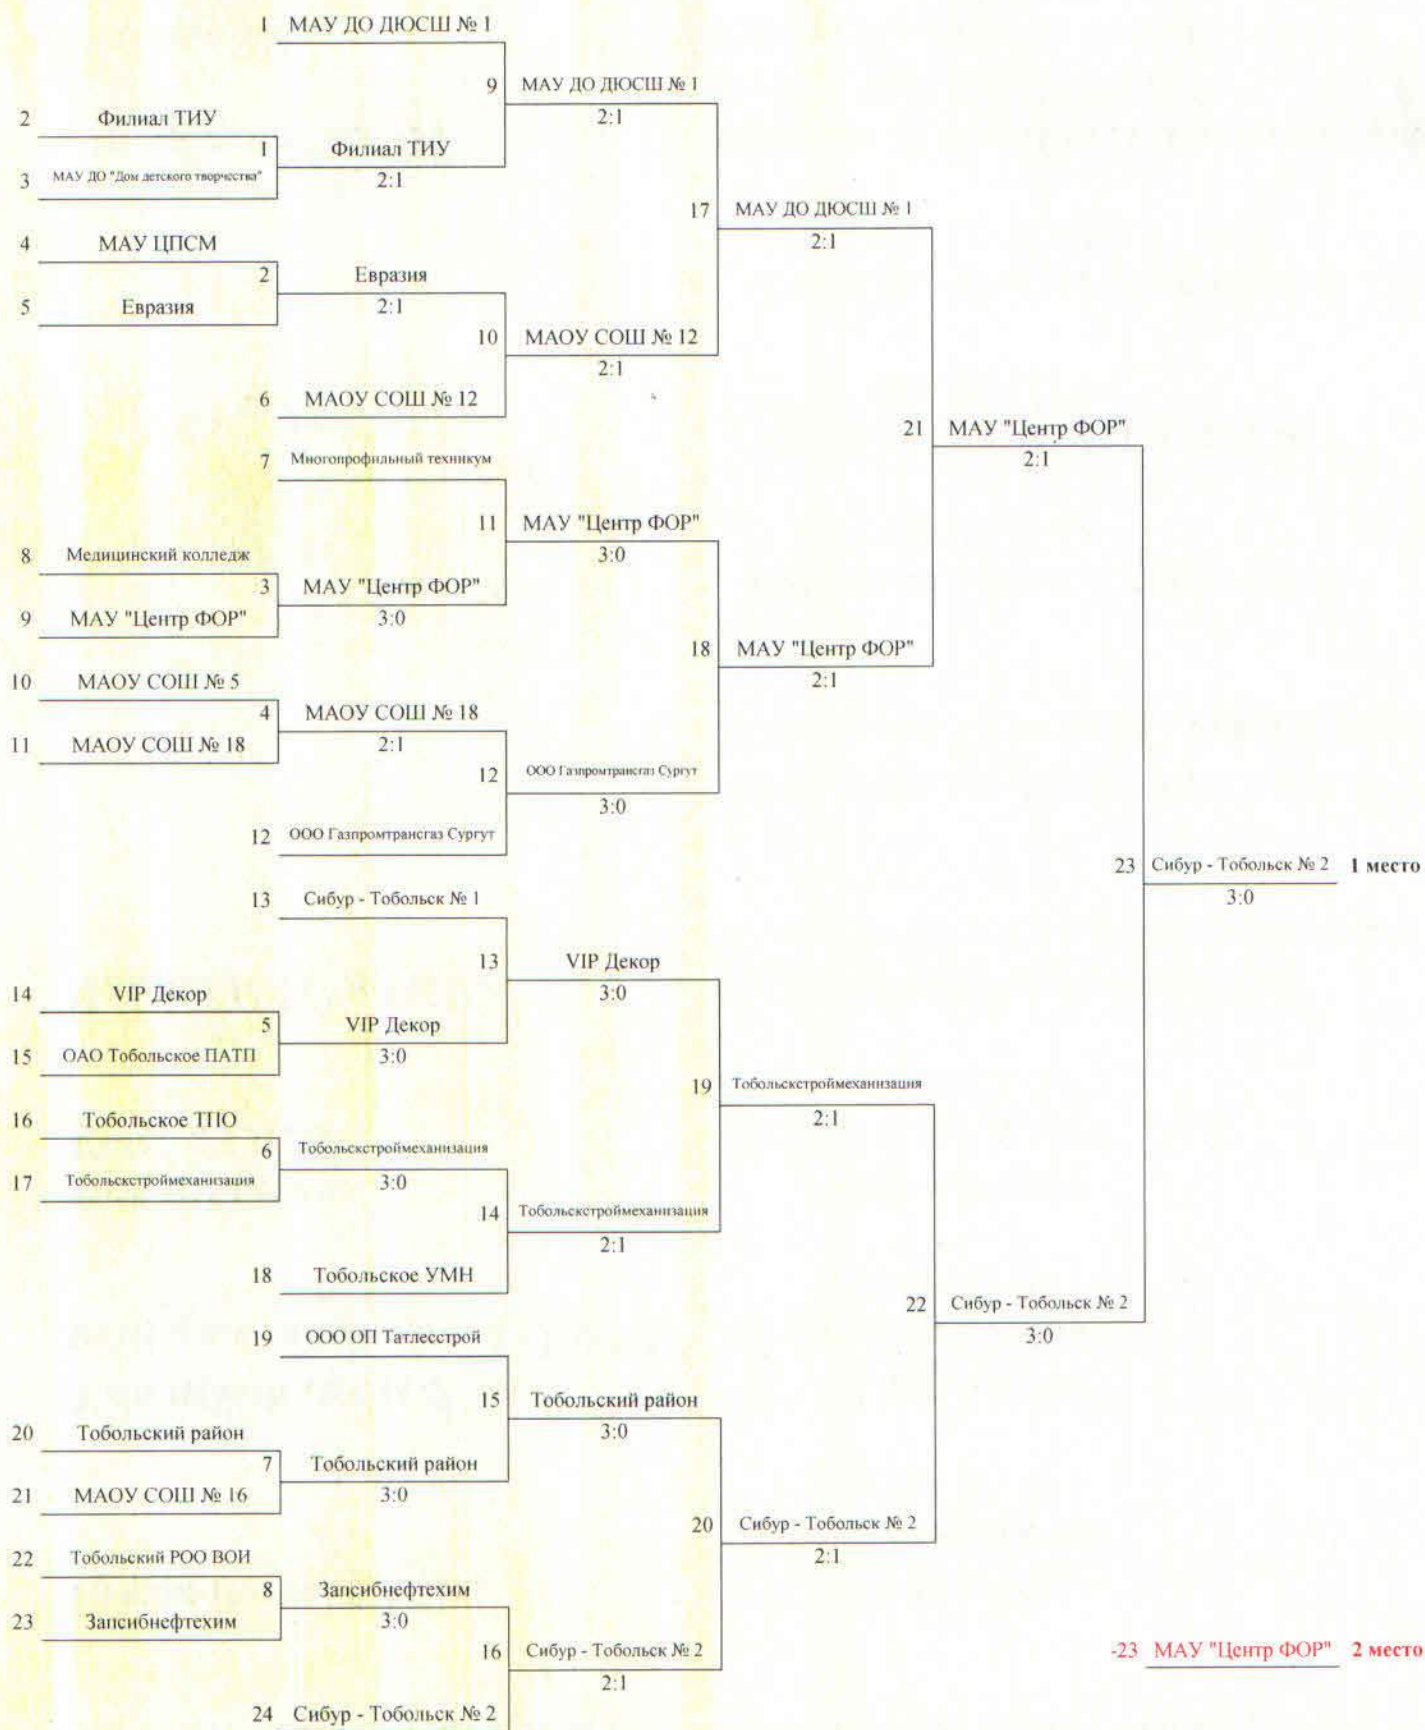 1 МАУ ДО ДЮСШ № 1
9 МАУ ДО ДЮСШ № 1
2 Филиал ТИУ
2:1
1 Филиал ТИУ
3 МАУ ДО "Дом детского творчества"
2:1
17 МАУ ДО ДЮСШ № 1
4 МАУ ЦПСМ
2:1
2 Евразия
5 Евразия
2:1
10 МАОУ СОШ № 12
2:1
6 МАОУ СОШ № 12
21 МАУ "Центр ФОР"
7 Многопрофильный техникум
2:1
11 МАУ "Центр ФОР"
8 Медицинский колледж
3:0
3 МАУ "Центр ФОР"
9 МАУ "Центр ФОР"
3:0
18 МАУ "Центр ФОР"
10 МАОУ СОШ № 5
2:1
4 МАОУ СОШ № 18
11 МАОУ СОШ № 18
2:1
12 ООО Газпромтрансгаз Сургут
3:0
12 ООО Газпромтрансгаз Сургут
23 Сибур - Тобольск № 2 1 место
13 Сибур - Тобольск № 1
3:0
13 VIP Декор
14 VIP Декор
3:0
5 VIP Декор
15 ОАО Тобольское ПАТП
3:0
19 Тобольскстроймеханизация
16 Тобольское ТПО
2:1
6 Тобольскстроймеханизация
17 Тобольскстроймеханизация
3:0
14 Тобольскстроймеханизация
2:1
18 Тобольское УМН
22 Сибур - Тобольск № 2
19 ООО ОП Татлесстрой
3:0
15 Тобольский район
20 Тобольский район
3:0
7 Тобольский район
21 МАОУ СОШ № 16
3:0
20 Сибур - Тобольск № 2
22 Тобольский РОО ВОИ
2:1
8 Запсибнефтехим
23 Запсибнефтехим
3:0
16 Сибур - Тобольск № 2
-23 МАУ "Центр ФОР" 2 место
2:1
24 Сибур - Тобольск № 2